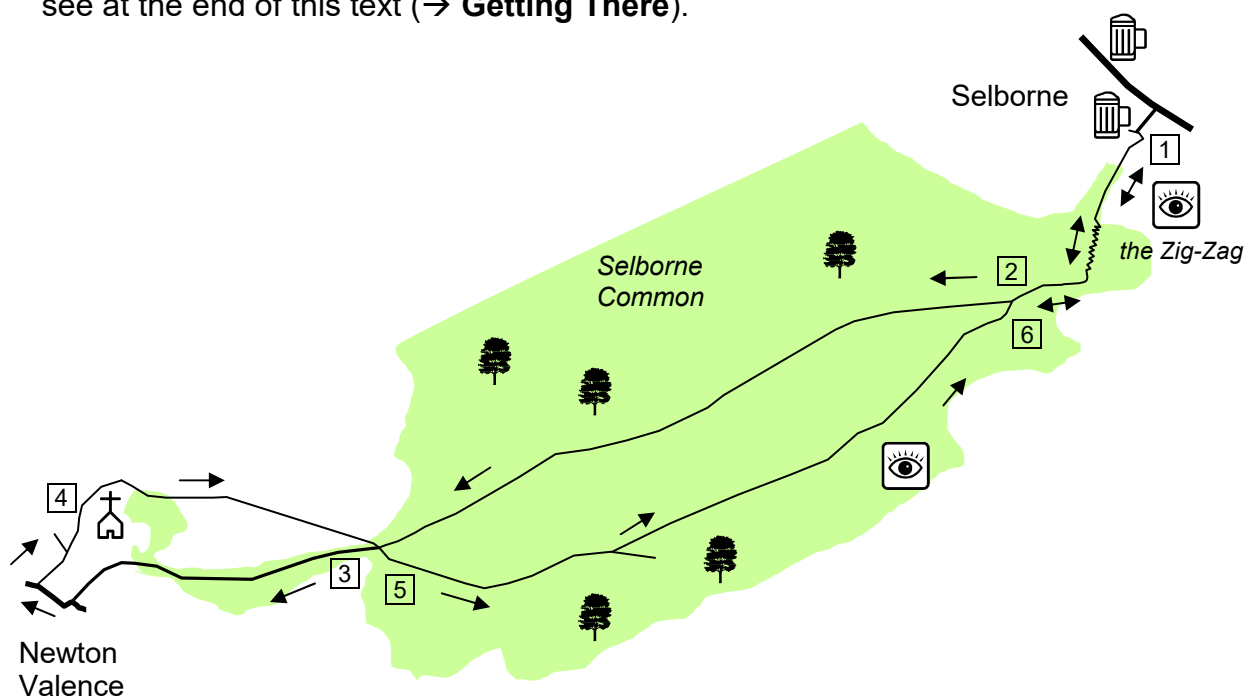 see at the end of this text (→ Getting There).
Selborne
1
the Zig-Zag
Selborne
Common
2
6
4
3
5
Newton
Valence